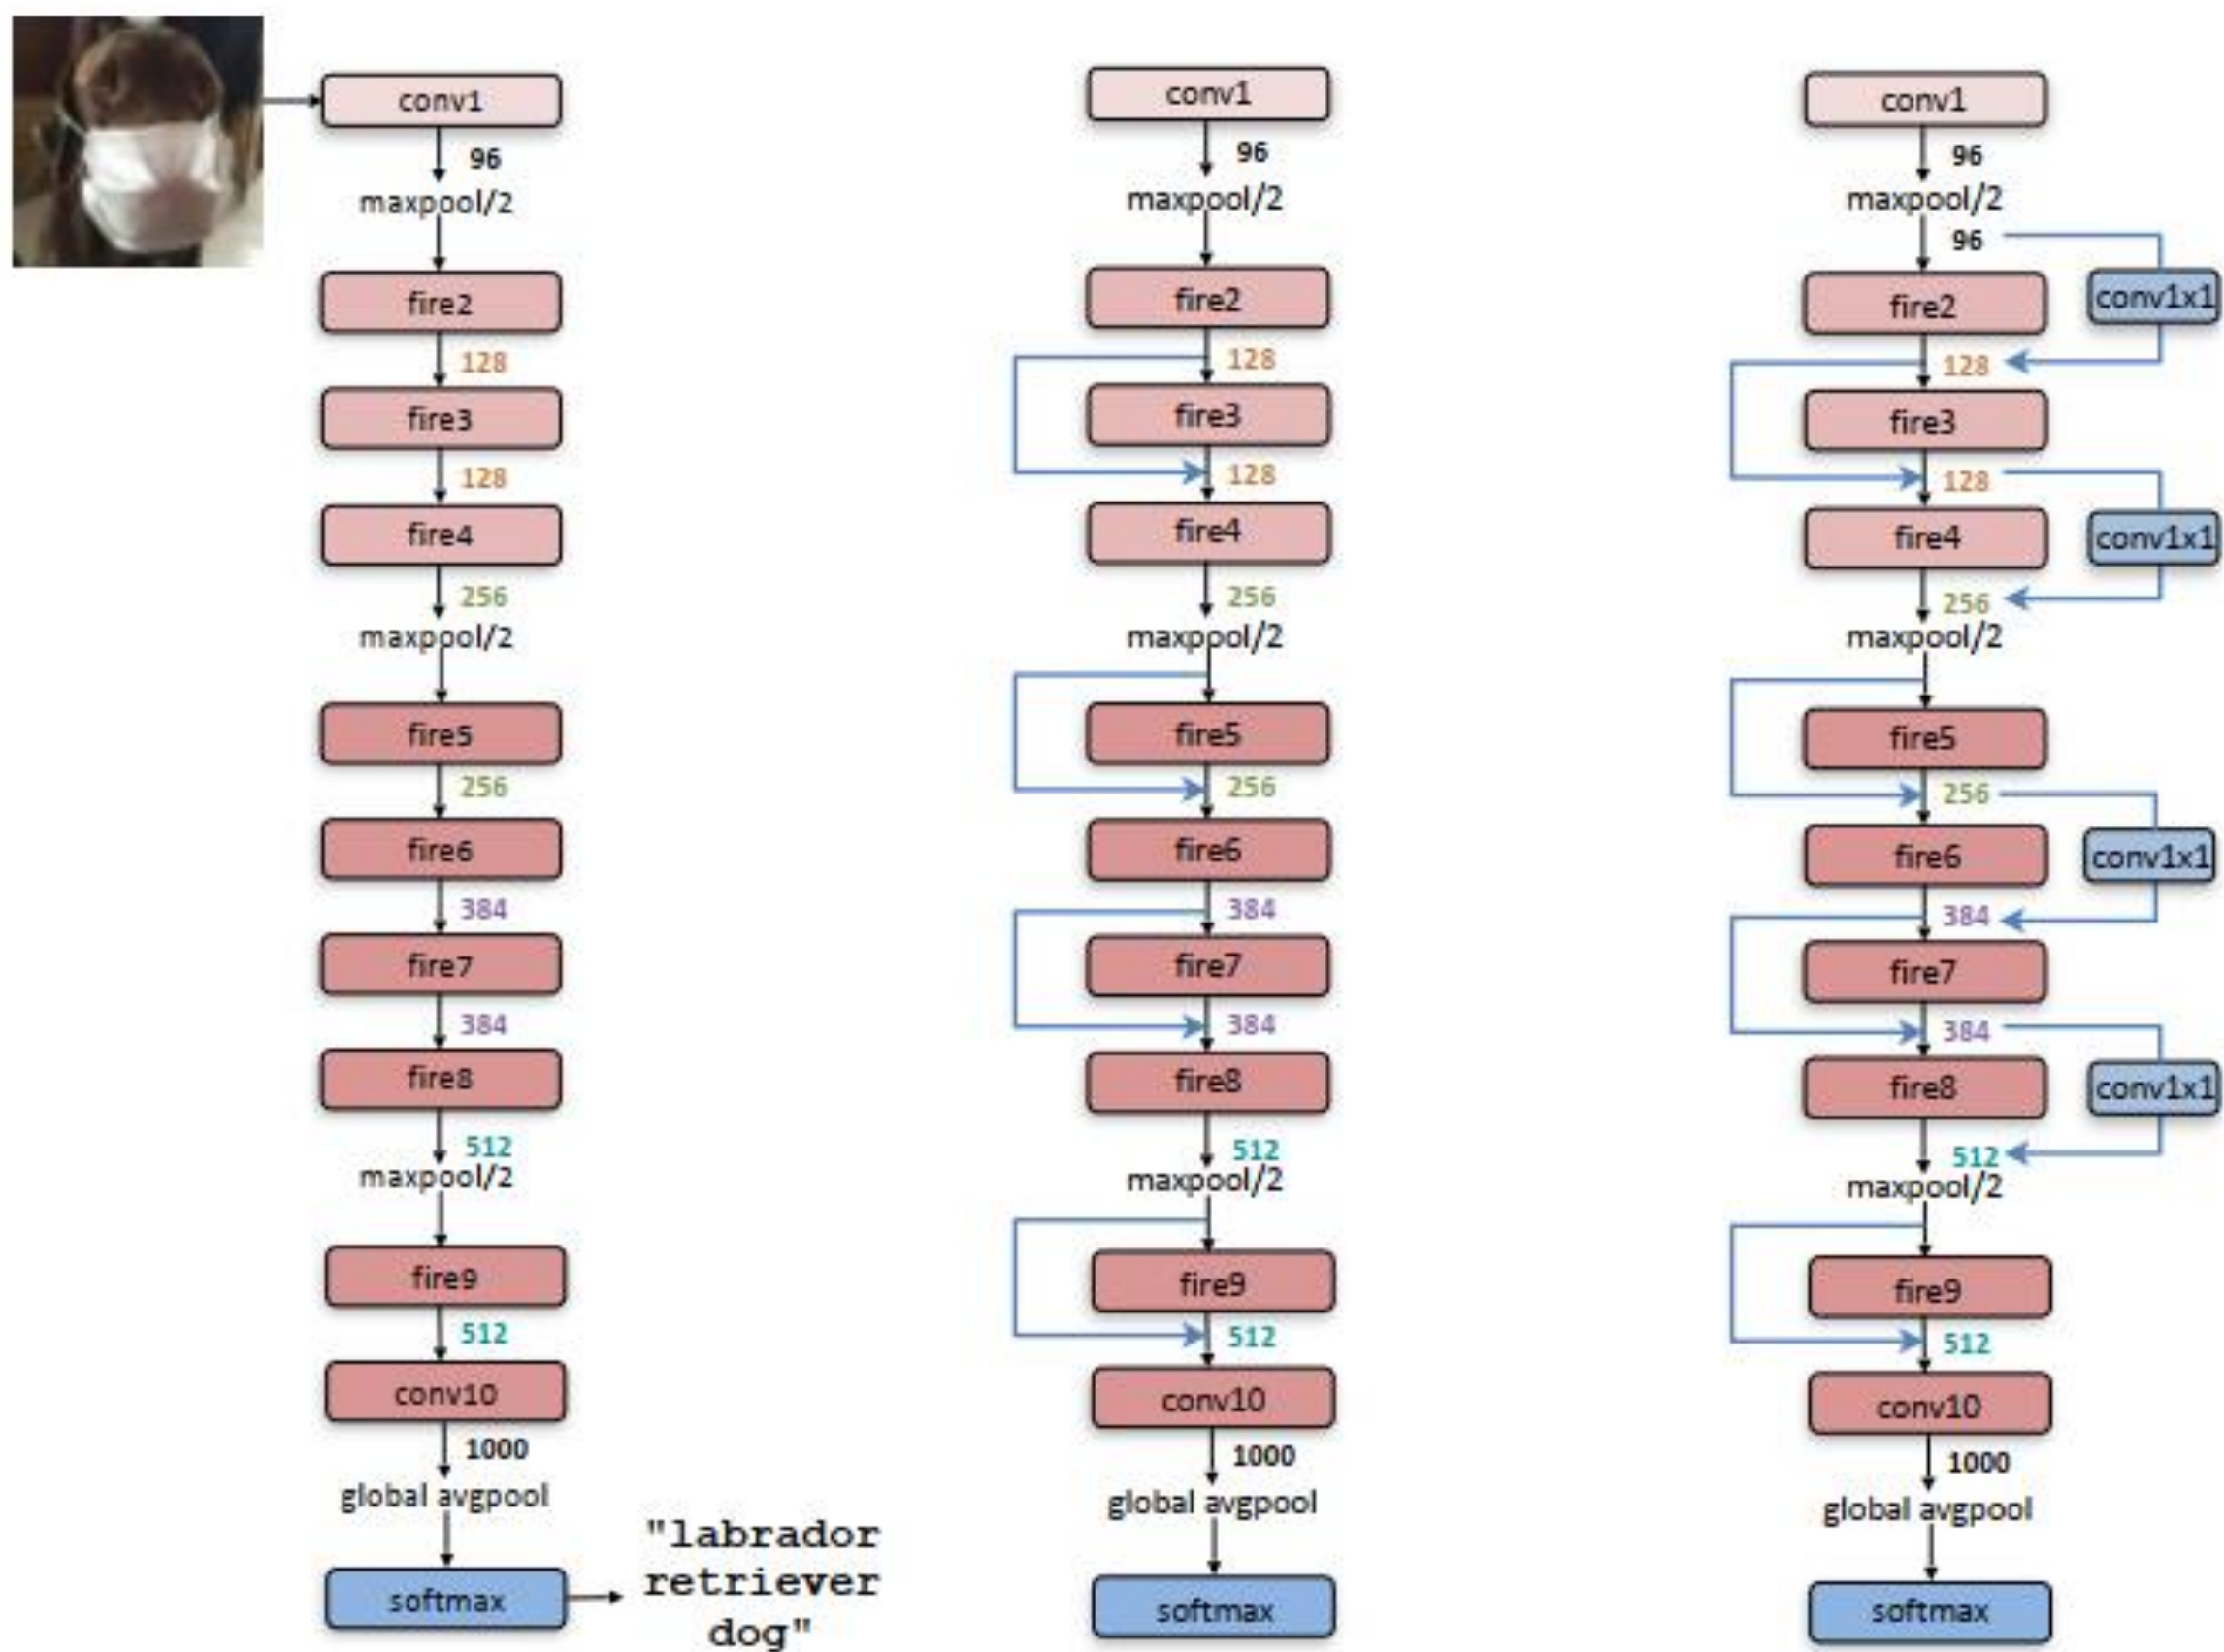 conv1
96
maxpool/2
fire2
128
fire3
128
fire4
256
maxpool/2
fire5
256
fire6
384
fire7
384
fire8
512
maxpool/2
fire9
512
conv10
1000
global avgpool
softmax
"labrador
retriever
dog"
conv1
96
maxpool/2
fire2
128
fire3
128
fire4
256
maxpool/2
fire5
256
fire6
384
fire7
384
fire8
512
maxpool/2
fire9
512
conv10
1000
global avgpool
softmax
conv1
96
maxpool/2
96
fire2
conv1x1
128
fire3
128
fire4
conv1x1
256
maxpool/2
fire5
256
fire6
conv1x1
384
fire7
384
fire8
conv1x1
512
maxpool/2
fire9
512
conv10
1000
global avgpool
softmax